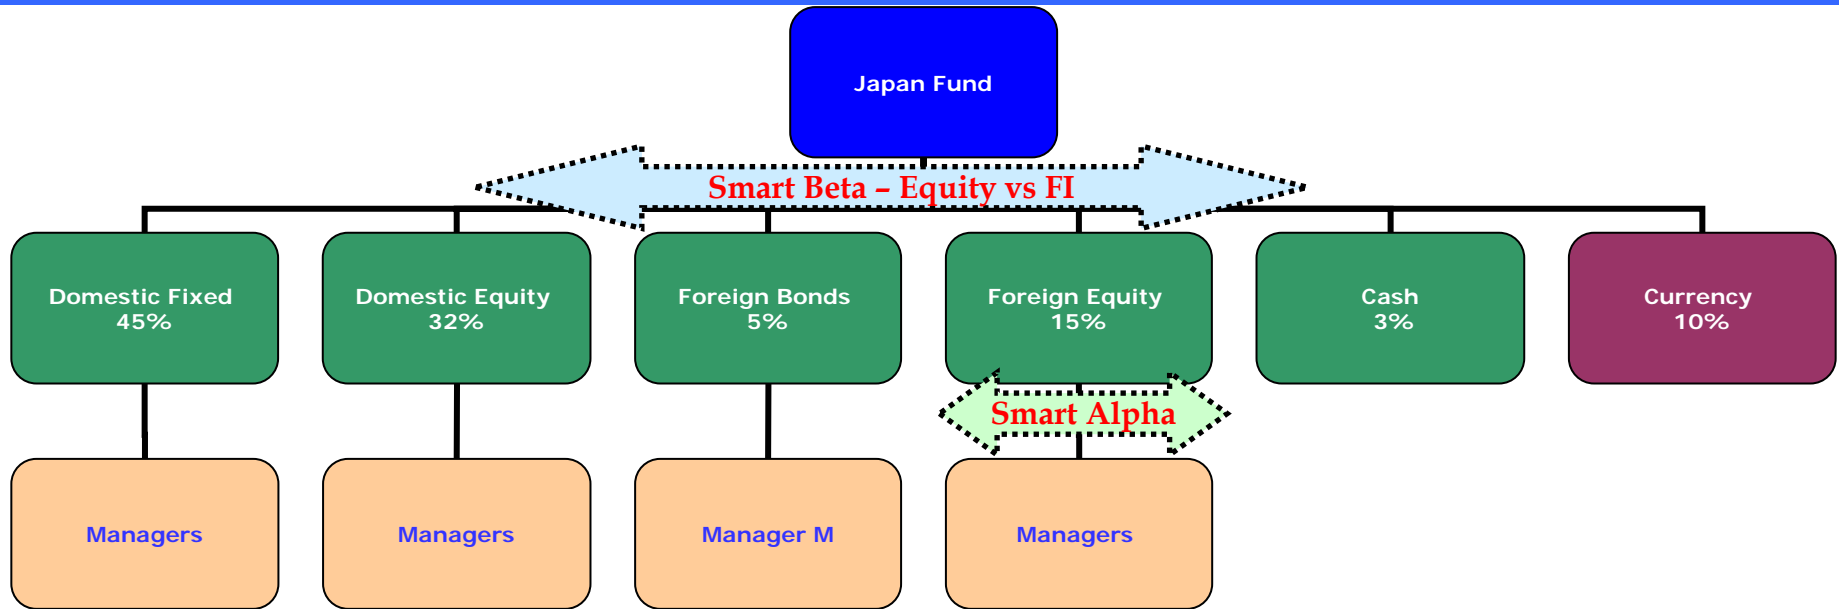 Japan Fund
Smart Beta – Equity vs FI
Domestic Fixed
45%
Domestic Equity
32%
Foreign Bonds
5%
Foreign Equity
15%
Cash
3%
Currency
10%
Smart Alpha
Managers
Managers
Manager M
Managers